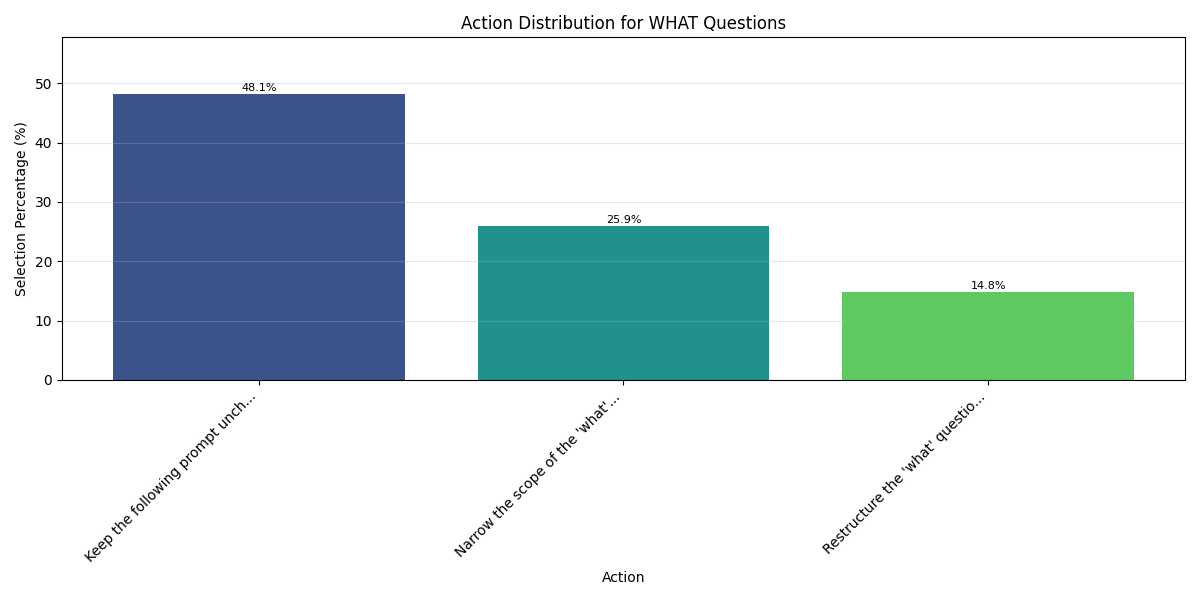 Action Distribution for WHAT Questions
Selection Percentage (%)
50
40
30
20
10
0
48.1%
25.9%
14.8%
Keep the following prompt unch...
Narrow the scope of the 'what'...
Restructure the 'what' questio...
Action